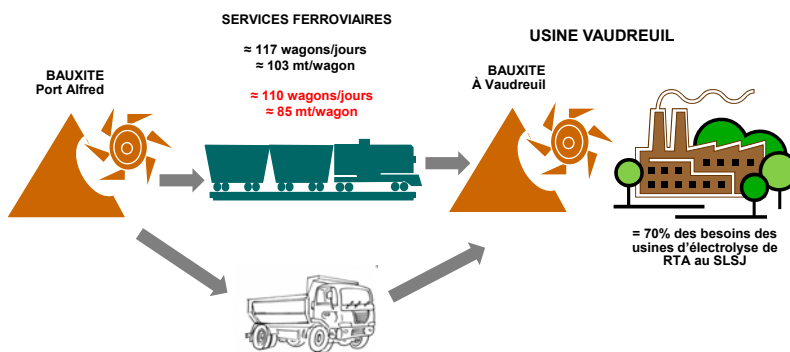 SERVICES FERROVIAIRES
≈ 117 wagons/jours
≈ 103 mt/wagon
≈ 110 wagons/jours
≈ 85 mt/wagon
BAUXITE
Port Alfred
USINE VAUDREUIL
BAUXITE
À Vaudreuil
= 70% des besoins des
usines d’électrolyse de
RTA au SLSJ